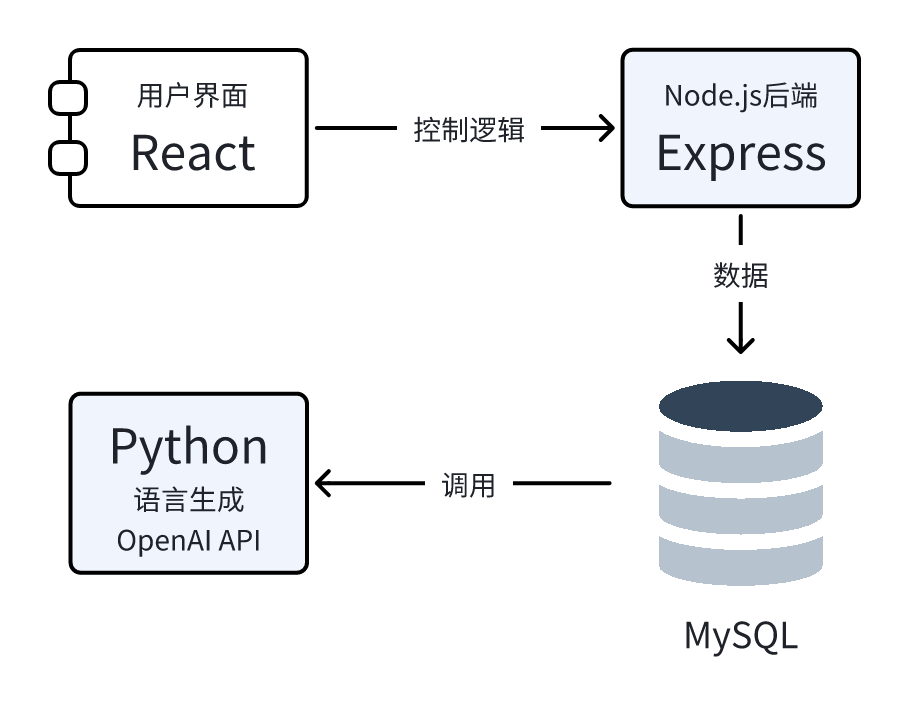 用户界面
React
控制逻辑
Node.js后端
Express
数据
Python
语言生成
OpenAI API
调用
MySQL